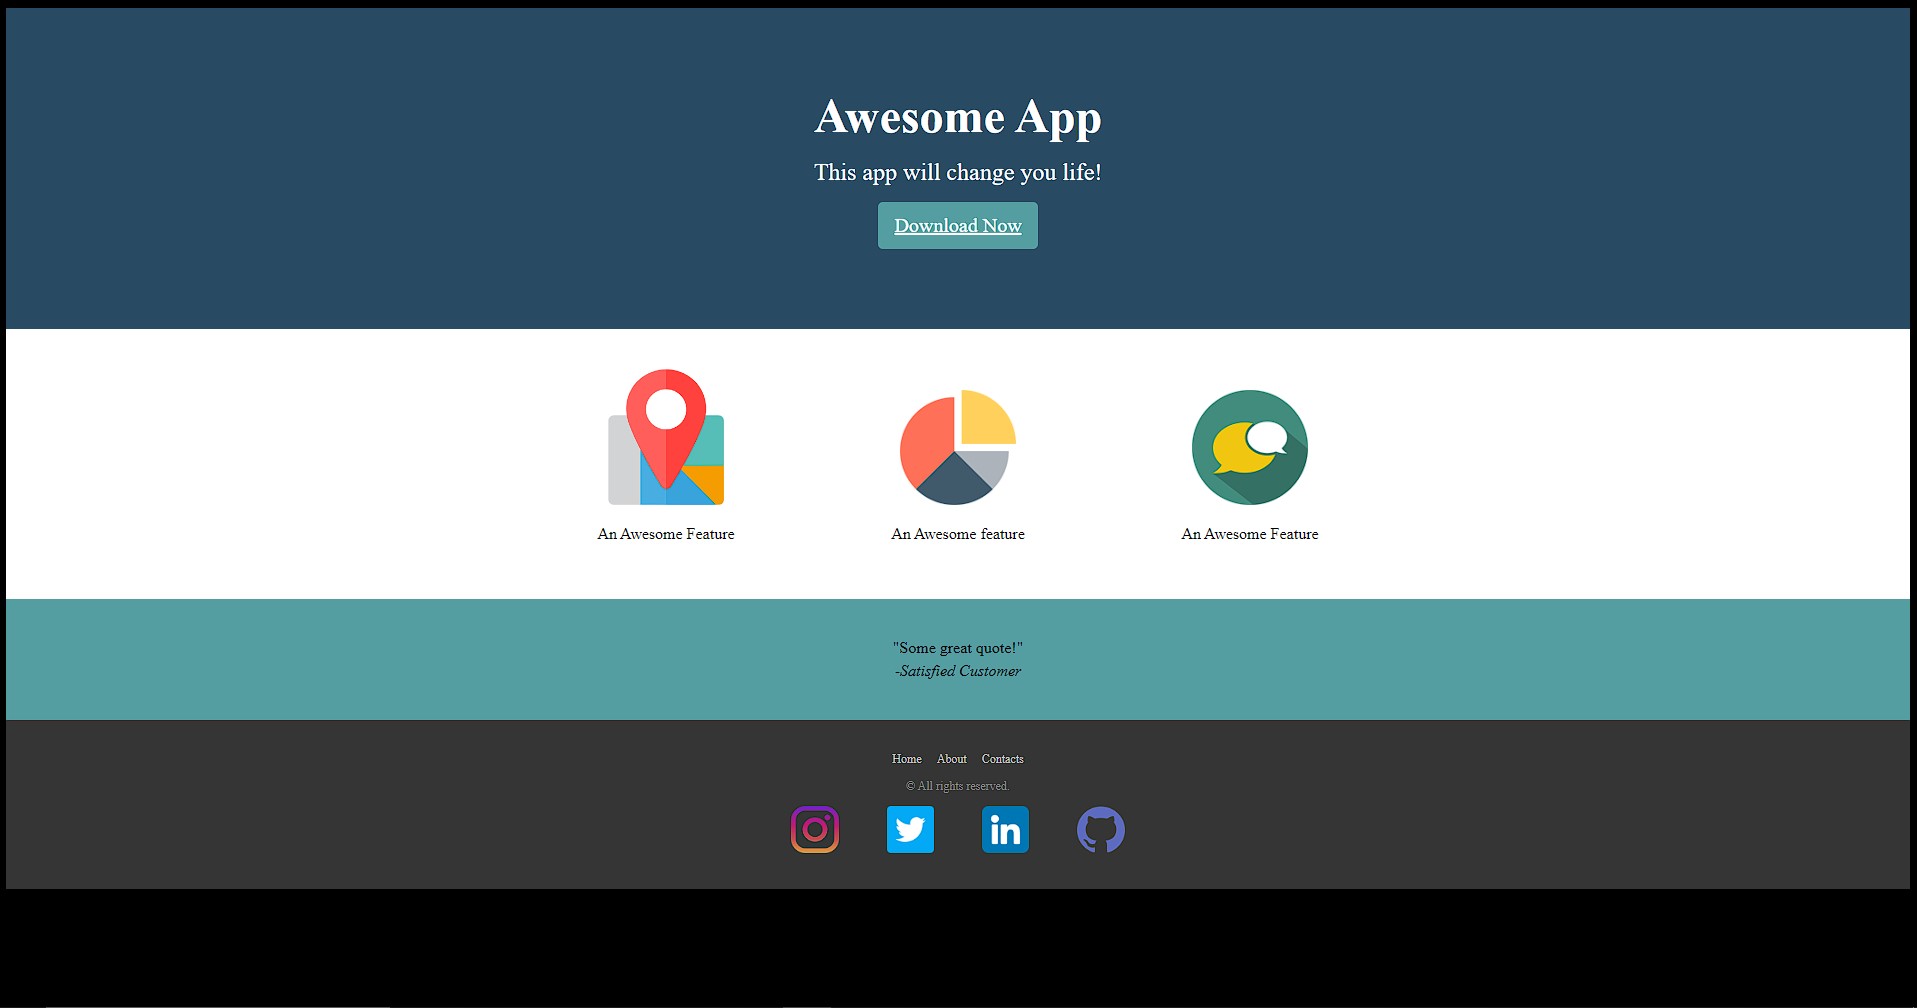 Awesome App
This app will change you life!
Download Now
An Awesome Feature
An Awesome feature
An Awesome Feature
"Some great quote!"
-Satisfied Customer
Home About Contacts
© All rights reserved.
in